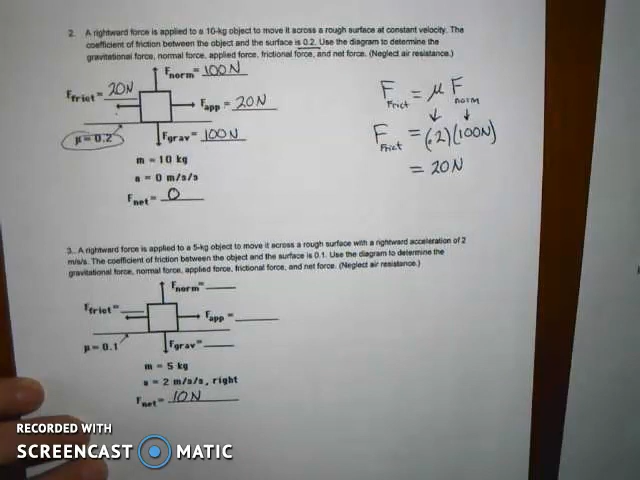 2. A rightward force is applied to a 10-kg object to move it across a rough surface at constant velocity. The
coefficient of friction between the object and the surface is 0.2. Use the diagram to determine the
gravitational force, normal force, applied force, frictional force, and net force. (Neglect air resistance.)
Fnorm = 100N
Ffrict = 20N
Fapp = 20N
μ = 0.2
Fgrav = 100N
m = 10 kg
a = 0 m/s/s
Fnet = 0
F Frict = μ F norm
F Frict = (.2)(100N)
= 20N
3. A rightward force is applied to a 5-kg object to move it across a rough surface with a rightward acceleration of 2
m/s/s. The coefficient of friction between the object and the surface is 0.1. Use the diagram to determine the
gravitational force, normal force, applied force, frictional force, and net force. (Neglect air resistance.)
Fnorm =
Ffrict =
Fapp =
μ = 0.1
Fgrav =
m = 5 kg
a = 2 m/s/s, right
Fnet = 10N
RECORDED WITH
SCREENCAST MATIC